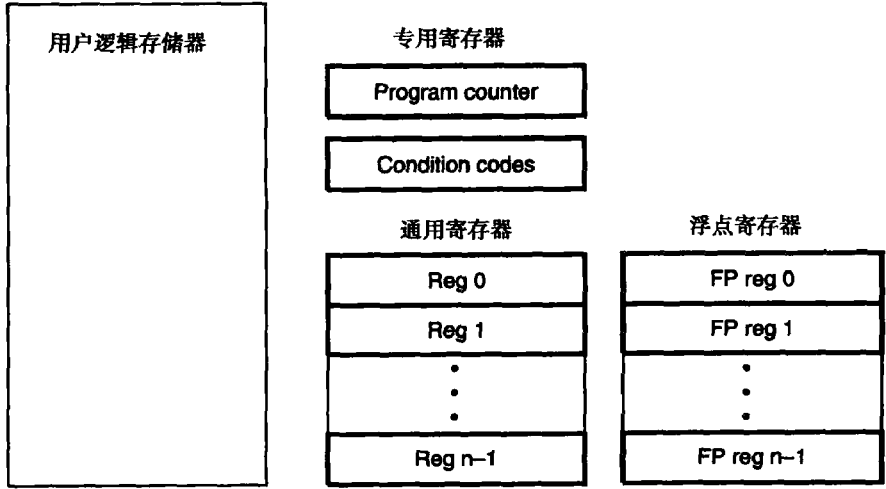 用户逻辑存储器
专用寄存器
Program counter
Condition codes
通用寄存器
Reg 0
Reg 1
Reg n–1
浮点寄存器
FP reg 0
FP reg 1
FP reg n–1